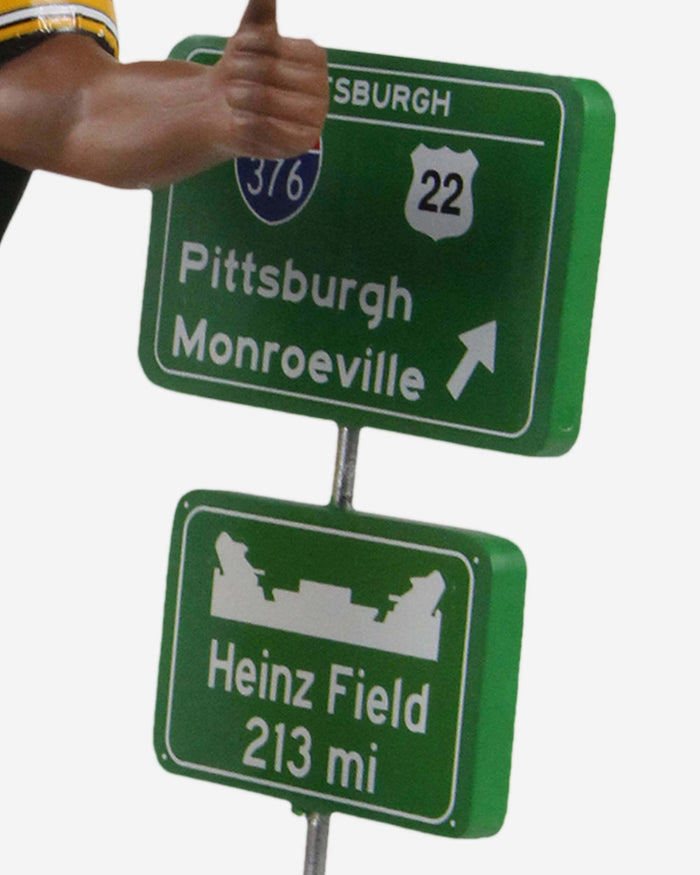 TSBURGH
376
22
Pittsburgh
Monroeville
Heinz Field
213 mi